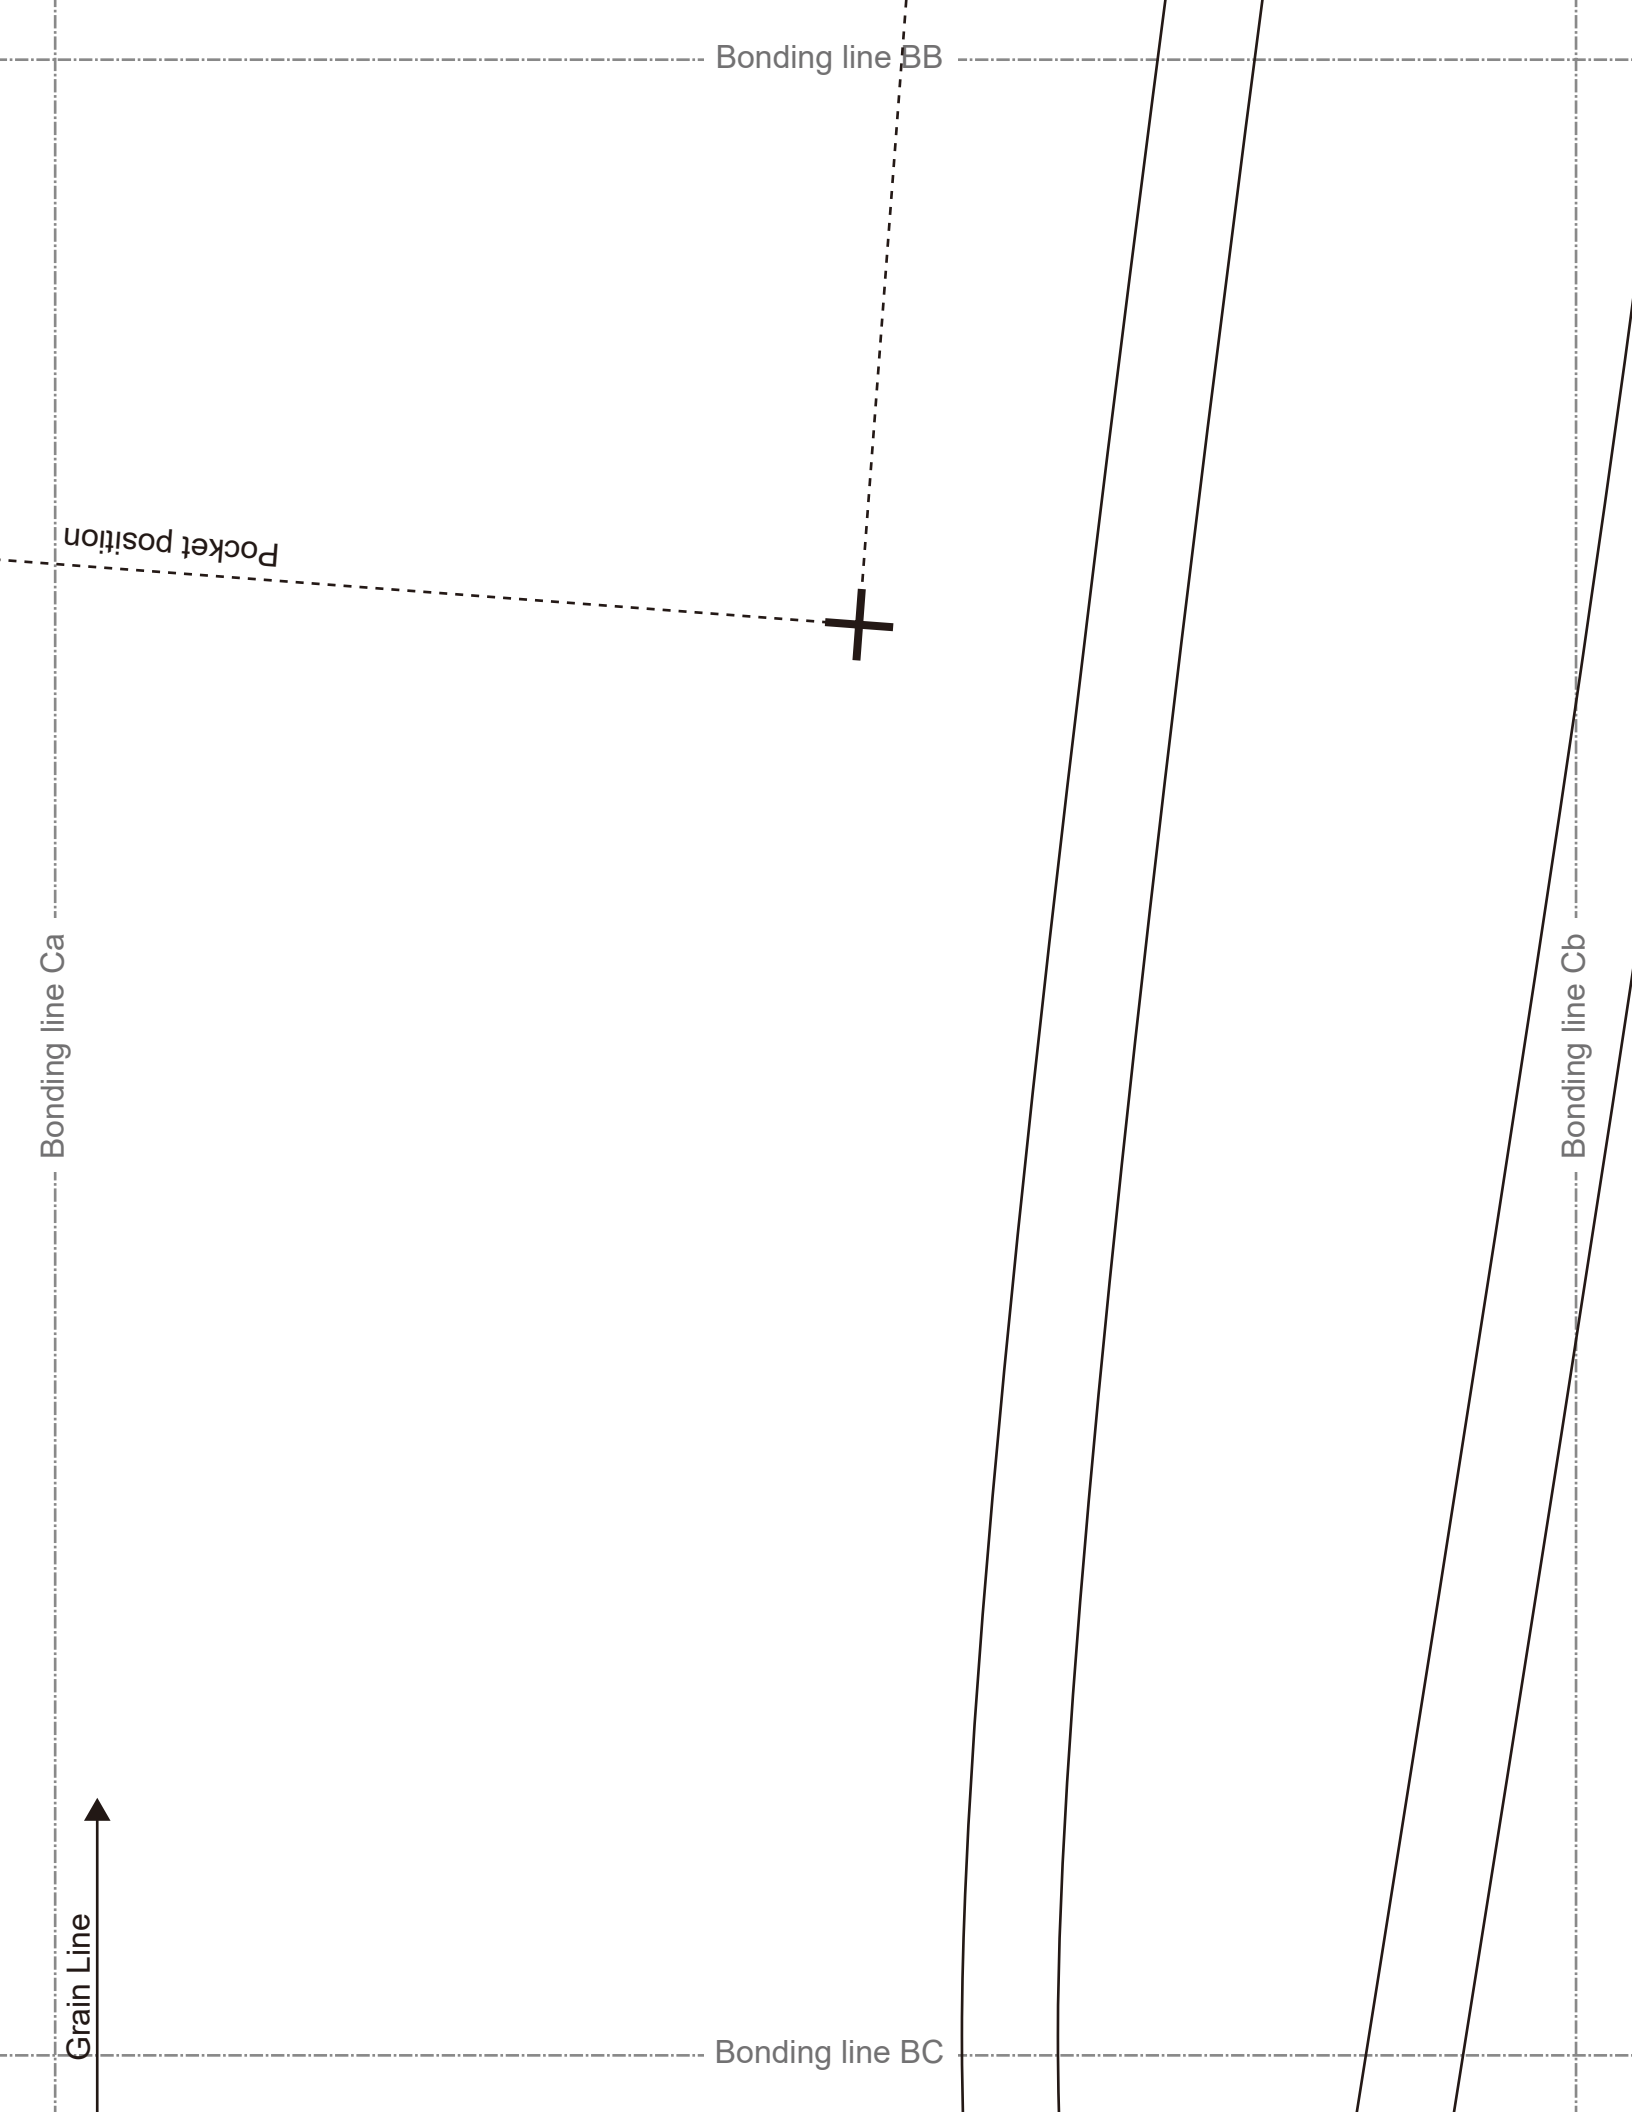 Bonding line BB
Pocket position
Bonding line Ca
Bonding line Cb
Grain Line
Bonding line BC